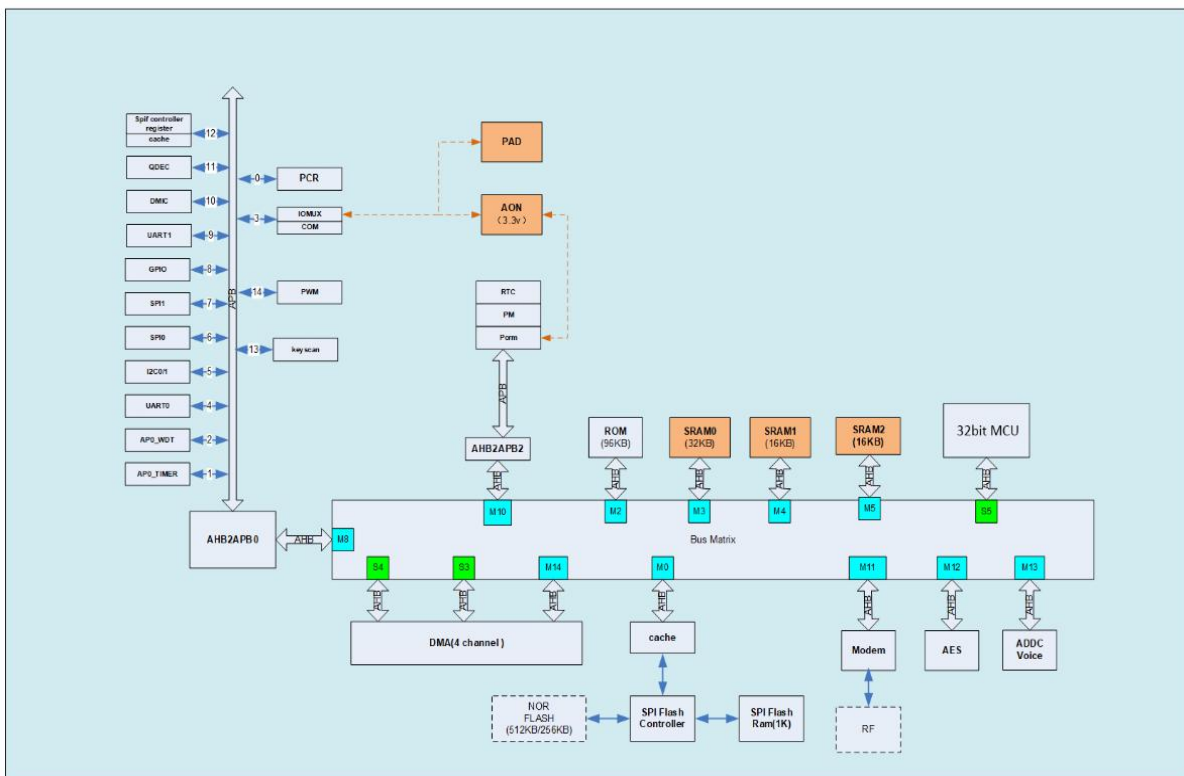 Spif controller
register
cache
12
QDEC
11
DMIC
10
UART1
9
GPIO
8
SPI1
7
SPI0
6
I2C0/1
5
UART0
4
AP0_WDT
2
AP0_TIMER
1
APB
0
PCR
3
IOMUX
COM
14
PWM
13
keyscan
PAD
AON
(3.3v)
RTC
PM
Porm
APB
AHB2APB2
AHB
ROM
(96KB)
AHB
SRAM0
(32KB)
AHB
SRAM1
(16KB)
AHB
SRAM2
(16KB)
AHB
32bit MCU
AHB
M10
M2
M3
M4
M5
S5
AHB2APB0
AHB
M8
Bus Matrix
S4
S3
M14
M0
M11
M12
M13
AHB
AHB
AHB
AHB
AHB
AHB
AHB
DMA(4 channel )
cache
Modem
AES
ADDC
Voice
NOR
FLASH
(512KB/256KB)
SPI Flash
Controller
SPI Flash
Ram(1K)
RF